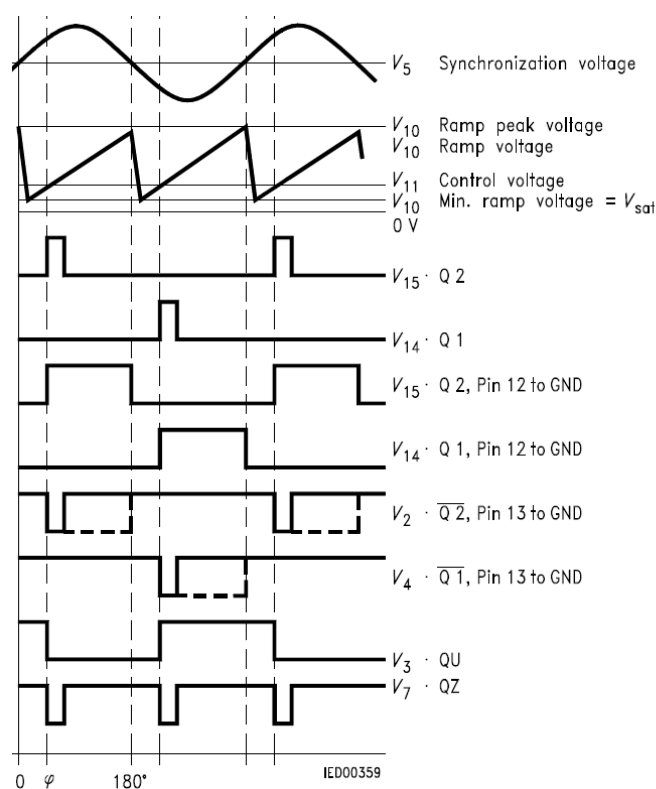 V5 Synchronization voltage
V10 Ramp peak voltage
V10 Ramp voltage
V11 Control voltage
V10 Min. ramp voltage = Vsat
0 V
V15 · Q 2
V14 · Q 1
V15 · Q 2, Pin 12 to GND
V14 · Q 1, Pin 12 to GND
V2 · Q̅ ̅2̅, Pin 13 to GND
V4 · Q̅ ̅1̅, Pin 13 to GND
V3 · QU
V7 · QZ
IED00359
0 φ 180°